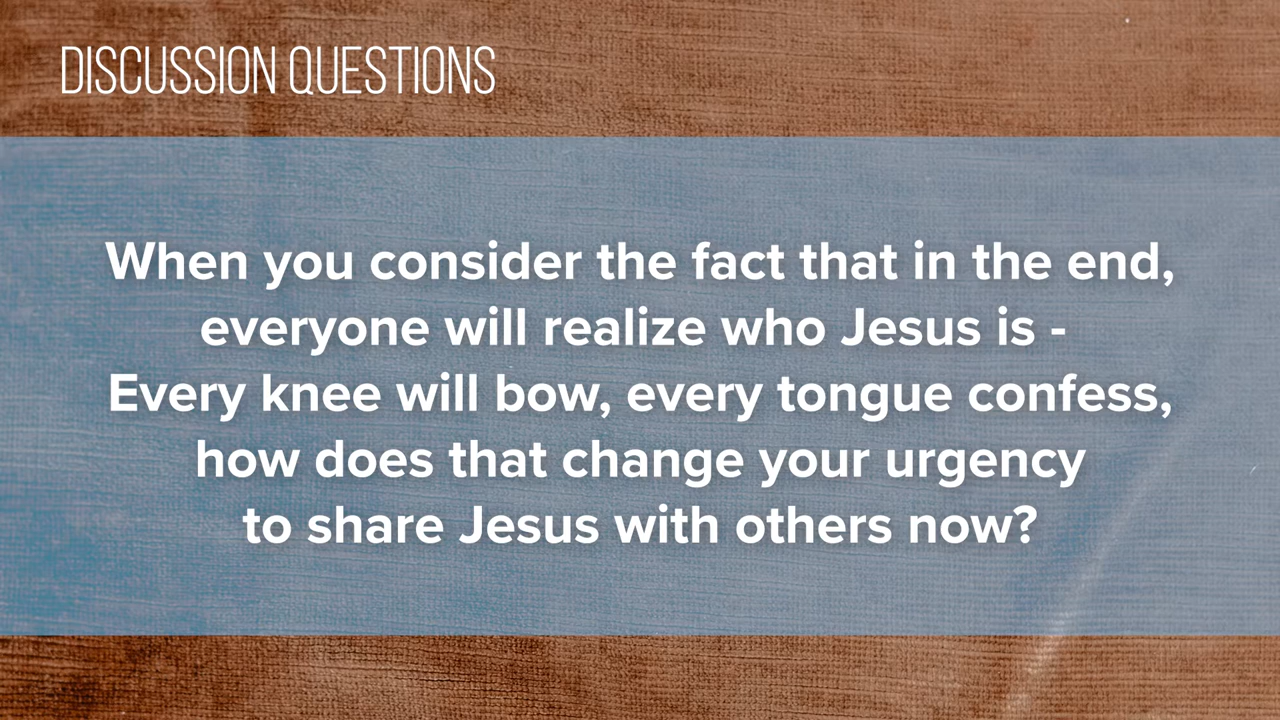 DISCUSSION QUESTIONS
When you consider the fact that in the end,
everyone will realize who Jesus is -
Every knee will bow, every tongue confess,
how does that change your urgency
to share Jesus with others now?